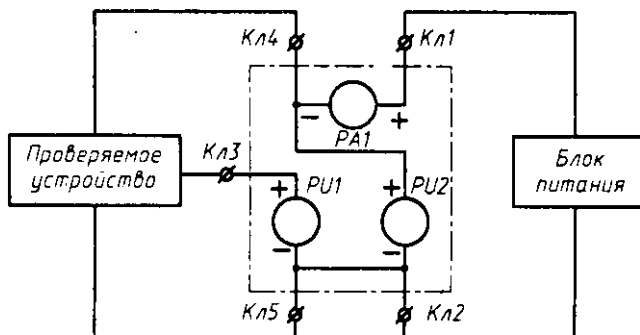 Кл4
Кл1
− +
PA1
Проверяемое
устройство
Кл3
Блок
питания
+ PU1
+ PU2
−
−
Кл5
Кл2